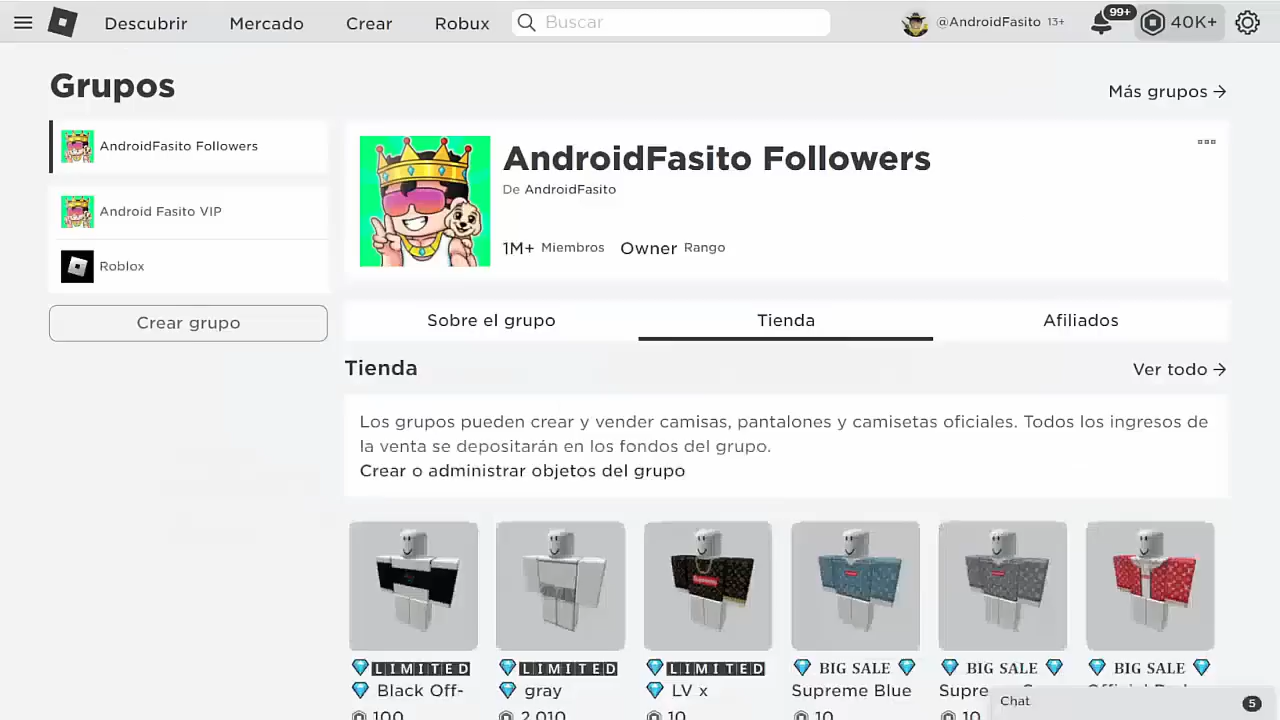 Descubrir Mercado Crear Robux Buscar @AndroidFasito 13+ 99+ 40K+
Grupos
Más grupos →
AndroidFasito Followers
Android Fasito VIP
Roblox
Crear grupo
AndroidFasito Followers
De AndroidFasito
1M+ Miembros Owner Rango
Sobre el grupo Tienda Afiliados
Tienda
Ver todo →
Los grupos pueden crear y vender camisas, pantalones y camisetas oficiales. Todos los ingresos de
la venta se depositarán en los fondos del grupo.
Crear o administrar objetos del grupo
💎🅻🅸🅼🅸🆃🅴🅳 💎🅻🅸🅼🅸🆃🅴🅳 💎🅻🅸🅼🅸🆃🅴🅳 💎 BIG SALE 💎 💎 BIG SALE 💎 💎 BIG SALE 💎
💎 Black Off- 💎 gray 💎 LV x Supreme Blue
100 2,010 10 10 10
Chat 5